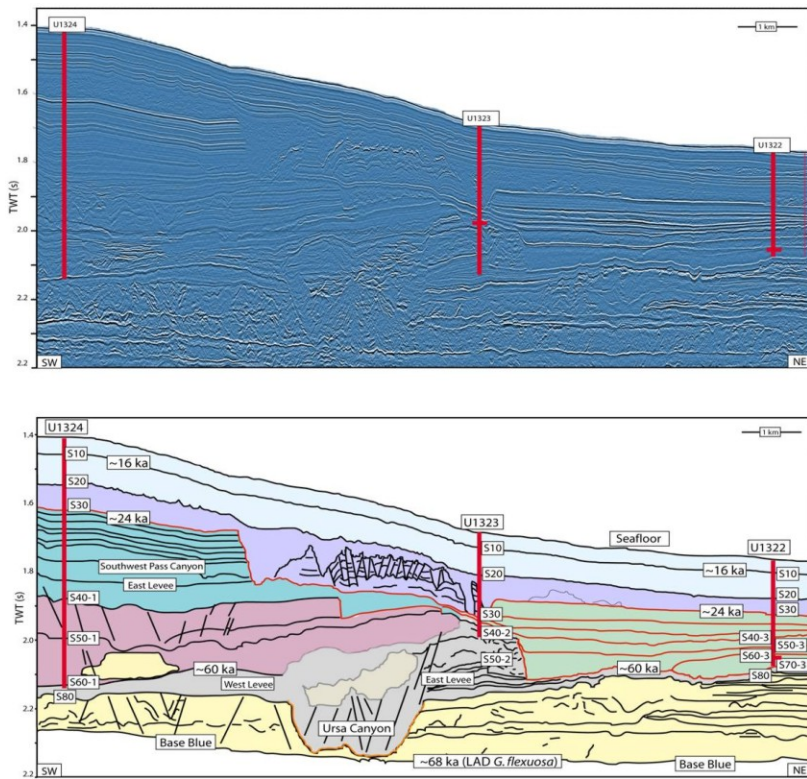 U1324
1.4
1 km
1.6
U1323
U1322
1.8
TWT (s)
2.0
2.2
2.2
SW
NE
U1324
1.4
1 km
S10
~16 ka
S20
U1323
1.6
S30
~24 ka
Seafloor
S10
U1322
Southwest Pass Canyon
~16 ka
S10
1.8
East Levee
S20
S20
TWT (s)
S40-1
~24 ka
S30
S30
2.0
S50-1
S40-2
S40-3
S50-3
S50-2
S60-3
~60 ka
~60 ka
S70-3
S60-1
West Levee
East Levee
S80
S80
2.2
Ursa Canyon
Base Blue
~68 ka (LAD G. flexuosa)
Base Blue
2.2
SW
NE